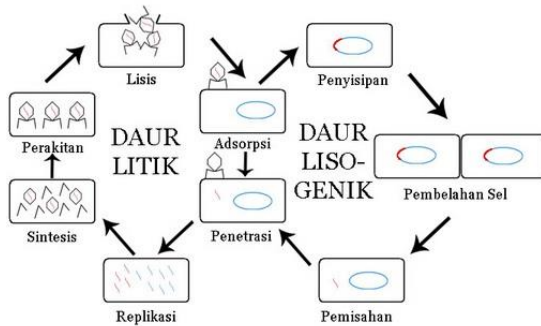 Lisis
Penyisipan
Perakitan
DAUR
LITIK
Adsorpsi
DAUR
LISO-
GENIK
Pembelahan Sel
Sintesis
Penetrasi
Replikasi
Pemisahan